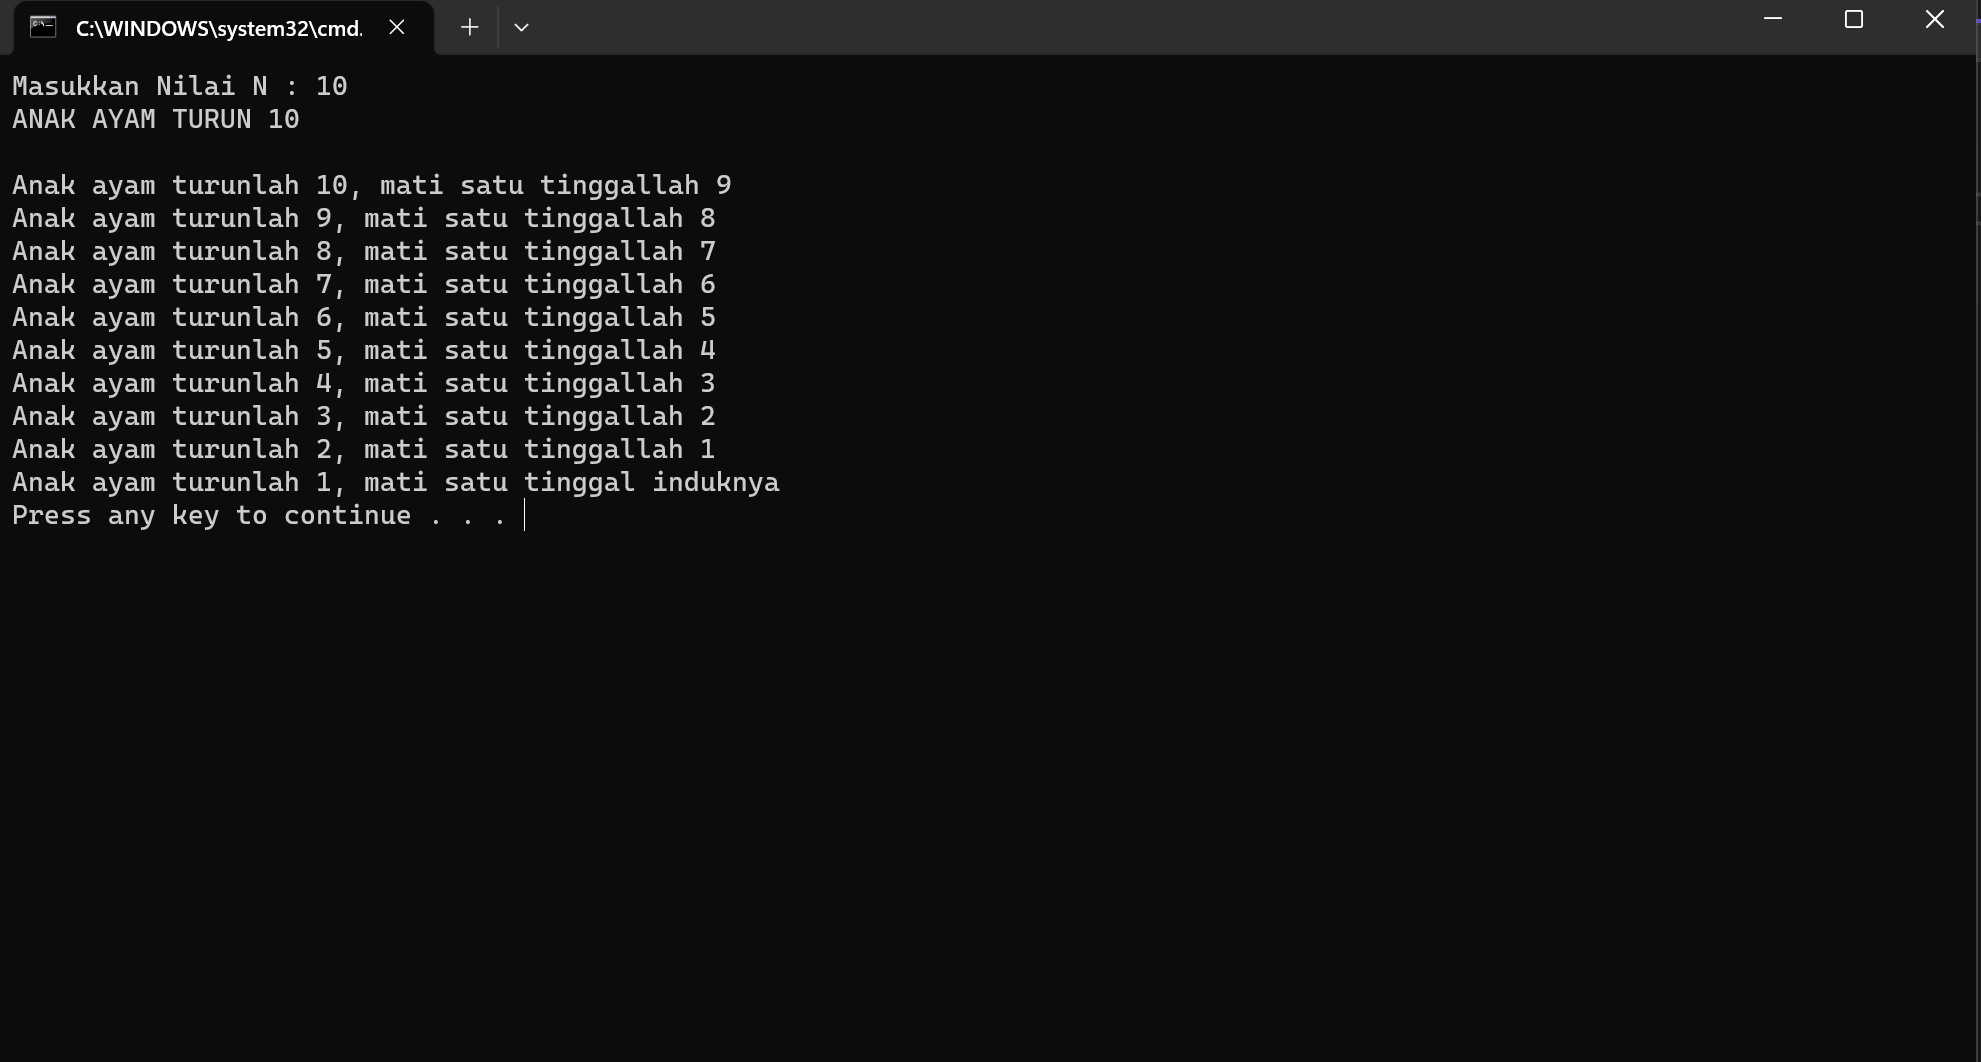 C:\WINDOWS\system32\cmd.
Masukkan Nilai N : 10
ANAK AYAM TURUN 10
Anak ayam turunlah 10, mati satu tinggallah 9
Anak ayam turunlah 9, mati satu tinggallah 8
Anak ayam turunlah 8, mati satu tinggallah 7
Anak ayam turunlah 7, mati satu tinggallah 6
Anak ayam turunlah 6, mati satu tinggallah 5
Anak ayam turunlah 5, mati satu tinggallah 4
Anak ayam turunlah 4, mati satu tinggallah 3
Anak ayam turunlah 3, mati satu tinggallah 2
Anak ayam turunlah 2, mati satu tinggallah 1
Anak ayam turunlah 1, mati satu tinggal induknya
Press any key to continue . . .